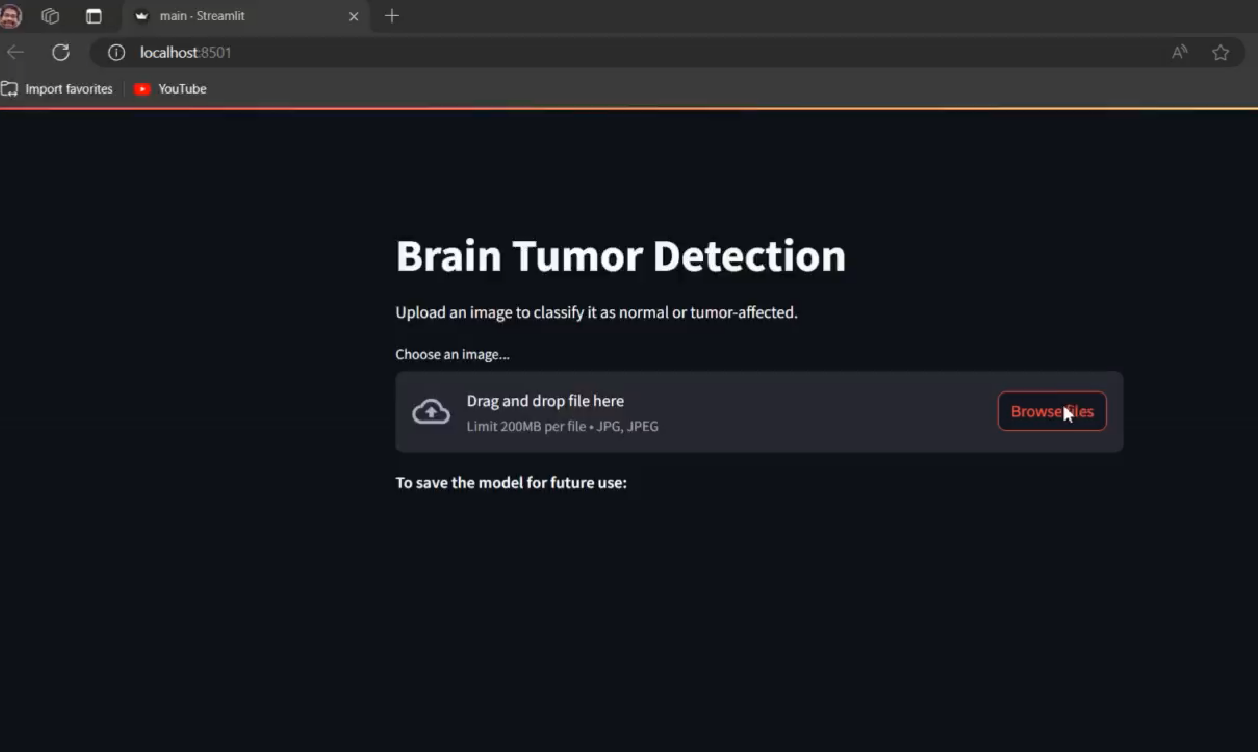 main - Streamlit
localhost:8501
Import favorites
YouTube
Brain Tumor Detection
Upload an image to classify it as normal or tumor-affected.
Choose an image...
Drag and drop file here
Limit 200MB per file • JPG, JPEG
Browse files
To save the model for future use: